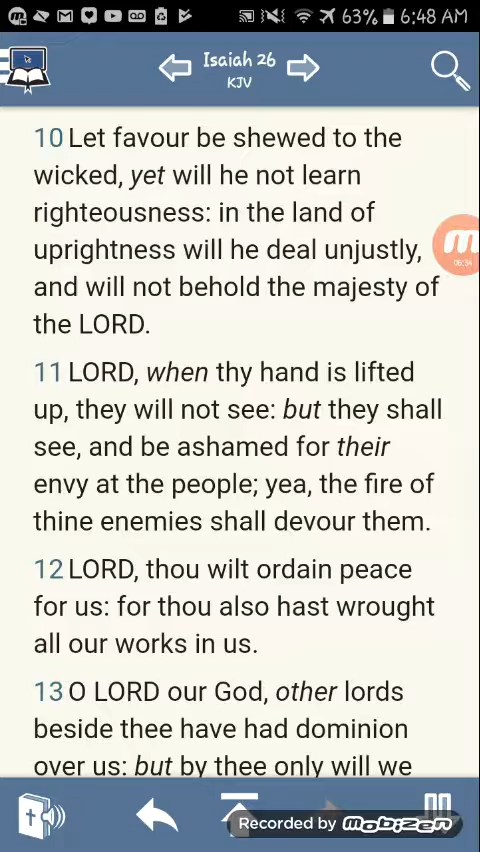 63% 6:48 AM
Isaiah 26
KJV
10 Let favour be shewed to the
wicked, yet will he not learn
righteousness: in the land of
uprightness will he deal unjustly,
and will not behold the majesty of
the LORD.
11 LORD, when thy hand is lifted
up, they will not see: but they shall
see, and be ashamed for their
envy at the people; yea, the fire of
thine enemies shall devour them.
12 LORD, thou wilt ordain peace
for us: for thou also hast wrought
all our works in us.
13 O LORD our God, other lords
beside thee have had dominion
over us: but by thee only will we
Recorded by mobizen